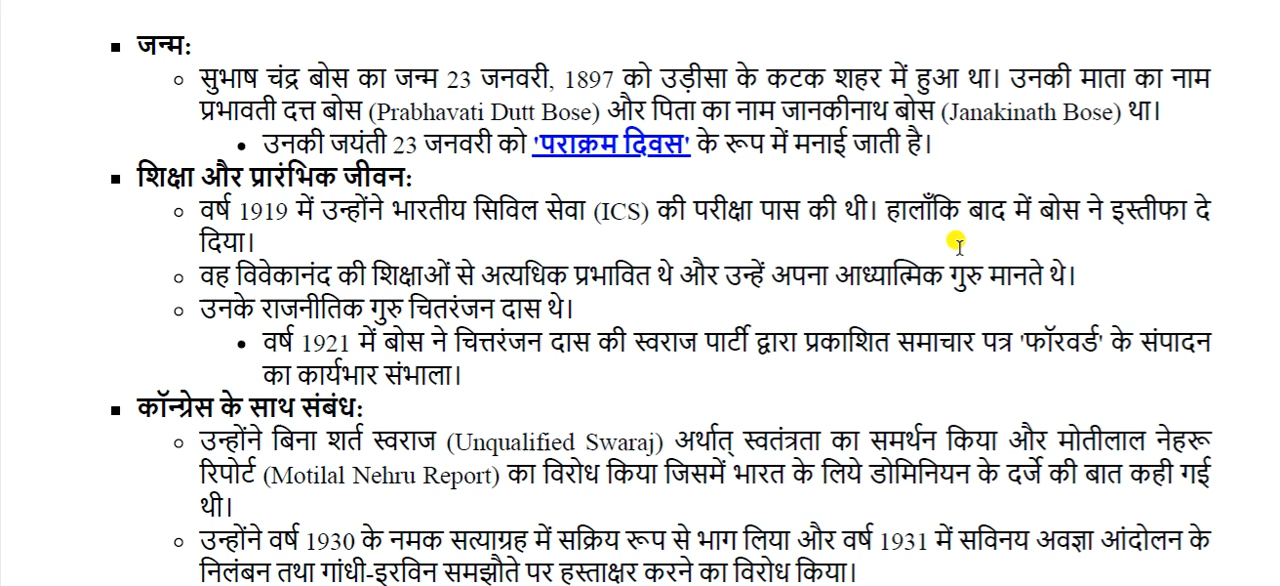 जन्म:
सुभाष चंद्र बोस का जन्म 23 जनवरी, 1897 को उड़ीसा के कटक शहर में हुआ था। उनकी माता का नाम
प्रभावती दत्त बोस (Prabhavati Dutt Bose) और पिता का नाम जानकीनाथ बोस (Janakinath Bose) था।
उनकी जयंती 23 जनवरी को 'पराक्रम दिवस' के रूप में मनाई जाती है।
शिक्षा और प्रारंभिक जीवन:
वर्ष 1919 में उन्होंने भारतीय सिविल सेवा (ICS) की परीक्षा पास की थी। हालाँकि बाद में बोस ने इस्तीफा दे
दिया।
वह विवेकानंद की शिक्षाओं से अत्यधिक प्रभावित थे और उन्हें अपना आध्यात्मिक गुरु मानते थे।
उनके राजनीतिक गुरु चितरंजन दास थे।
वर्ष 1921 में बोस ने चित्तरंजन दास की स्वराज पार्टी द्वारा प्रकाशित समाचार पत्र 'फॉरवर्ड' के संपादन
का कार्यभार संभाला।
कॉन्ग्रेस के साथ संबंध:
उन्होंने बिना शर्त स्वराज (Unqualified Swaraj) अर्थात् स्वतंत्रता का समर्थन किया और मोतीलाल नेहरू
रिपोर्ट (Motilal Nehru Report) का विरोध किया जिसमें भारत के लिये डोमिनियन के दर्जे की बात कही गई
थी।
उन्होंने वर्ष 1930 के नमक सत्याग्रह में सक्रिय रूप से भाग लिया और वर्ष 1931 में सविनय अवज्ञा आंदोलन के
निलंबन तथा गांधी-इरविन समझौते पर हस्ताक्षर करने का विरोध किया।